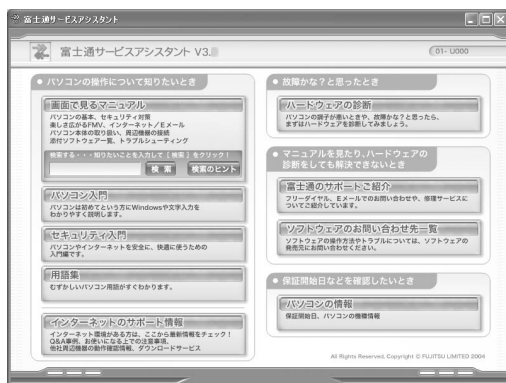 富士通サービスアシスタント
富士通サービスアシスタント V3.
01- U000
パソコンの操作について知りたいとき
画面で見るマニュアル
パソコンの基本、セキュリティ対策
楽しさ広がるFMV、インターネット／Eメール
パソコン本体の取り扱い、周辺機器の接続
添付ソフトウェア一覧、トラブルシューティング
検索する・・・知りたいことを入力して [ 検索 ] をクリック！
検 索
検索のヒント
パソコン入門
パソコンは初めてという方にWindowsや文字入力を
わかりやすく説明します。
セキュリティ入門
パソコンやインターネットを安全に、快適に使うための
入門編です。
用語集
むずかしいパソコン用語がすぐわかります。
インターネットのサポート情報
インターネット環境がある方は、ここから最新情報をチェック！
Q&A事例、お使いになる上での注意事項、
他社周辺機器の動作確認情報、ダウンロードサービス
故障かな？と思ったとき
ハードウェアの診断
パソコンの調子が悪いときや、故障かな？と思ったら、
まずはハードウェアを診断してみましょう。
マニュアルを見たり、ハードウェアの
診断をしても解決できないとき
富士通のサポートご紹介
フリーダイヤル、Eメールでのお問い合わせや、修理サービスに
ついてご紹介しています。
ソフトウェアのお問い合わせ先一覧
ソフトウェアの操作方法やトラブルについては、ソフトウェアの
発売元にお問い合わせください。
保証開始日などを確認したいとき
パソコンの情報
保証開始日、パソコンの機種情報
All Rights Reserved, Copyright © FUJITSU LIMITED 2004